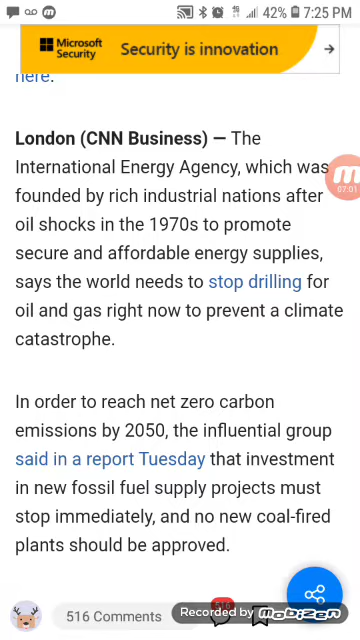 42% 7:25 PM
Microsoft
Security
Security is innovation
here.
London (CNN Business) — The
International Energy Agency, which was
founded by rich industrial nations after
oil shocks in the 1970s to promote
secure and affordable energy supplies,
says the world needs to stop drilling for
oil and gas right now to prevent a climate
catastrophe.
07:01
In order to reach net zero carbon
emissions by 2050, the influential group
said in a report Tuesday that investment
in new fossil fuel supply projects must
stop immediately, and no new coal-fired
plants should be approved.
516 Comments
Recorded by mobizen